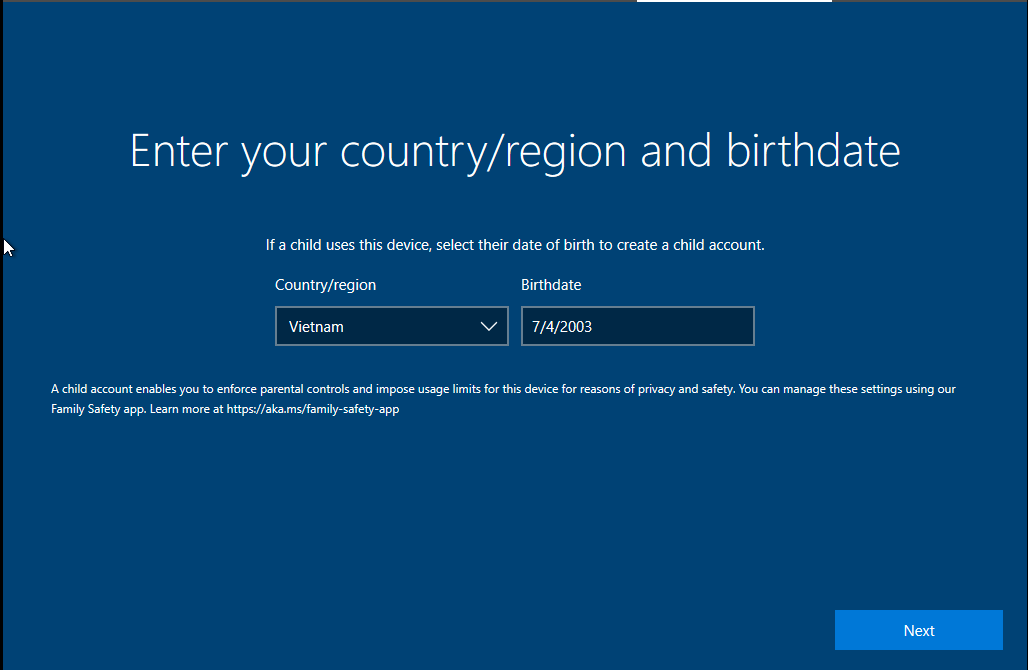 Enter your country/region and birthdate
If a child uses this device, select their date of birth to create a child account.
Country/region
Birthdate
Vietnam
7/4/2003
A child account enables you to enforce parental controls and impose usage limits for this device for reasons of privacy and safety. You can manage these settings using our
Family Safety app. Learn more at https://aka.ms/family-safety-app
Next